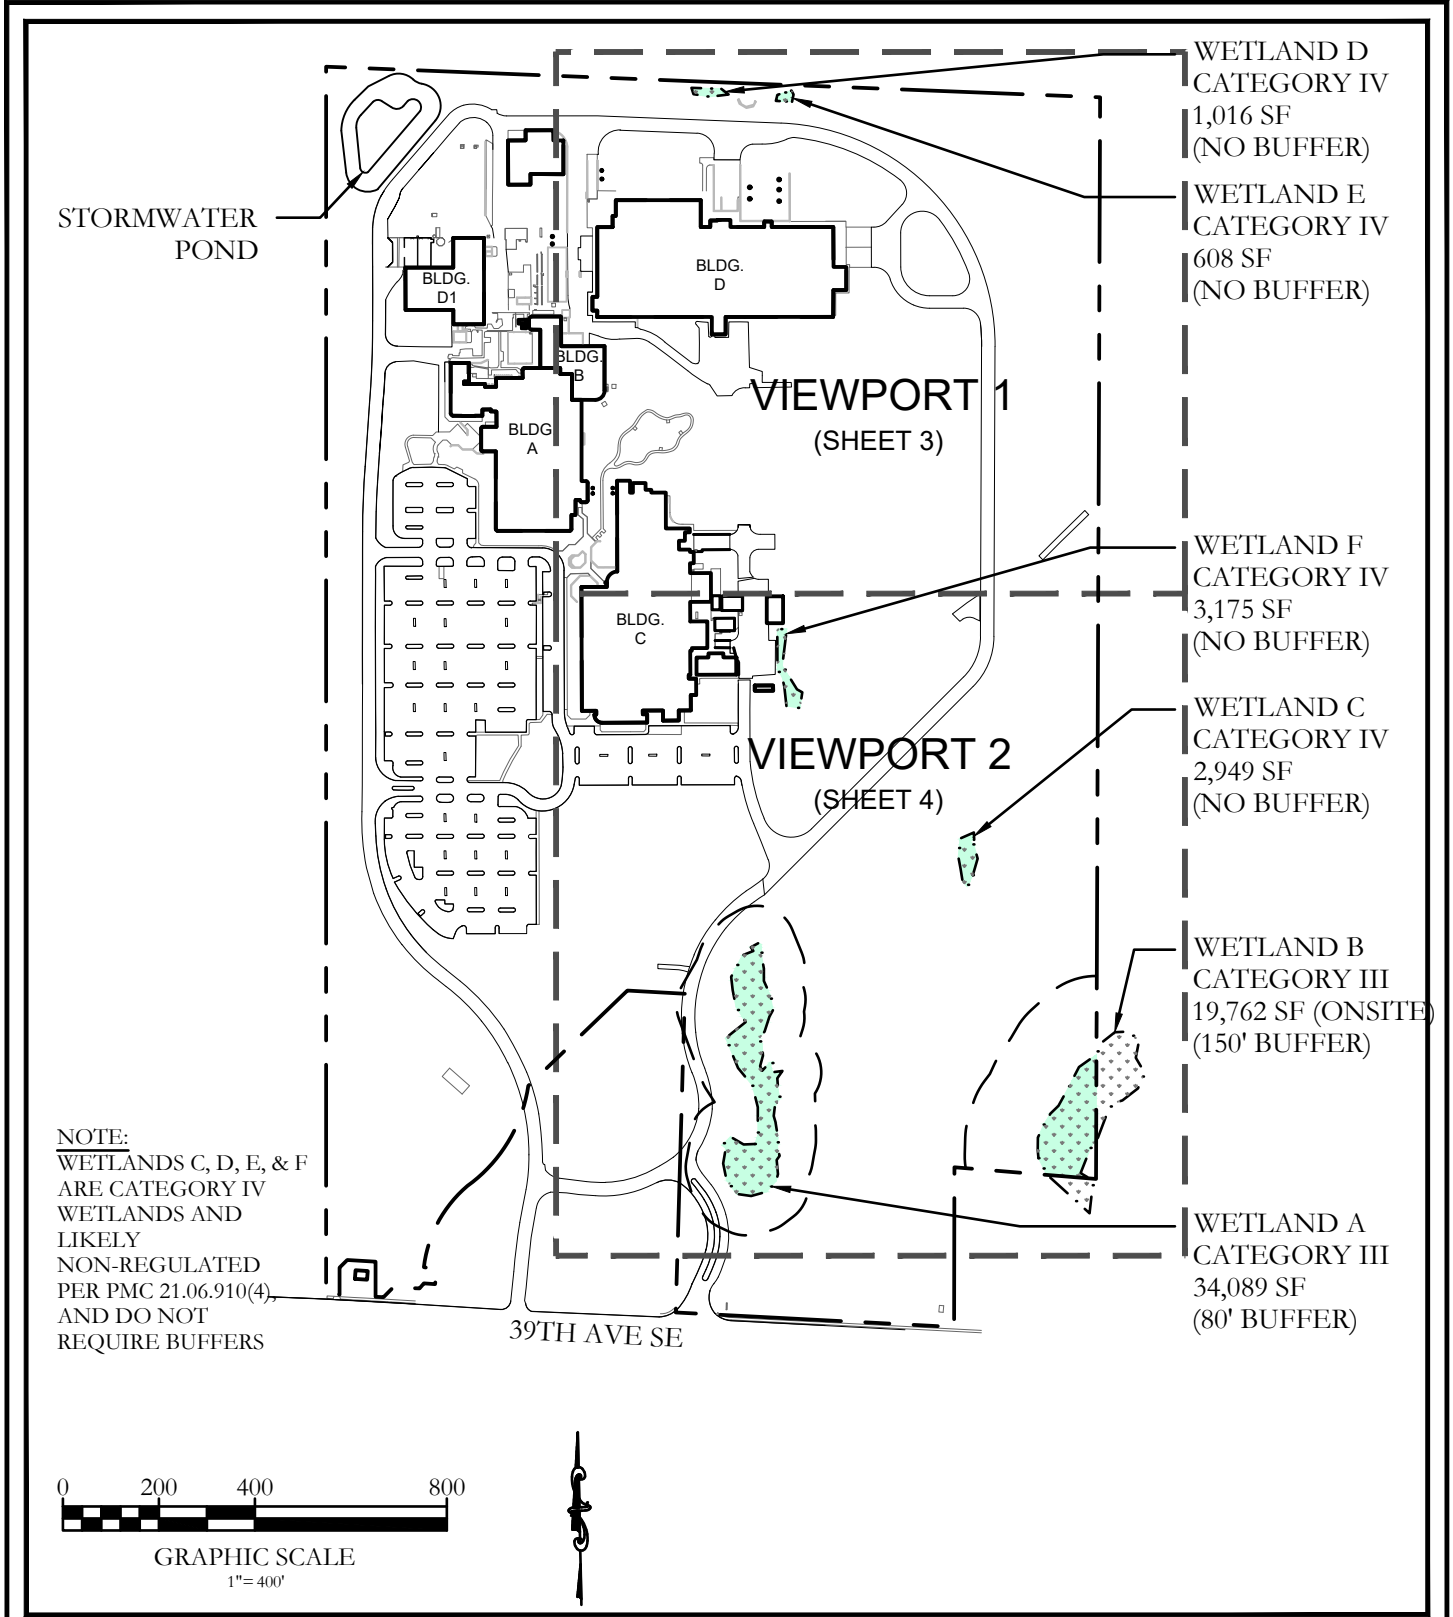 WETLAND D
CATEGORY IV
1,016 SF
(NO BUFFER)
WETLAND E
CATEGORY IV
608 SF
(NO BUFFER)
STORMWATER
POND
BLDG.
D1
BLDG.
D
BLDG.
B
BLDG
A
VIEWPORT 1
(SHEET 3)
WETLAND F
CATEGORY IV
3,175 SF
(NO BUFFER)
BLDG.
C
WETLAND C
CATEGORY IV
2,949 SF
(NO BUFFER)
VIEWPORT 2
(SHEET 4)
WETLAND B
CATEGORY III
19,762 SF (ONSITE)
(150' BUFFER)
NOTE:
WETLANDS C, D, E, & F
ARE CATEGORY IV
WETLANDS AND
LIKELY
NON-REGULATED
PER PMC 21.06.910(4),
AND DO NOT
REQUIRE BUFFERS
WETLAND A
CATEGORY III
34,089 SF
(80' BUFFER)
39TH AVE SE
0 200 400 800
GRAPHIC SCALE
1"= 400'